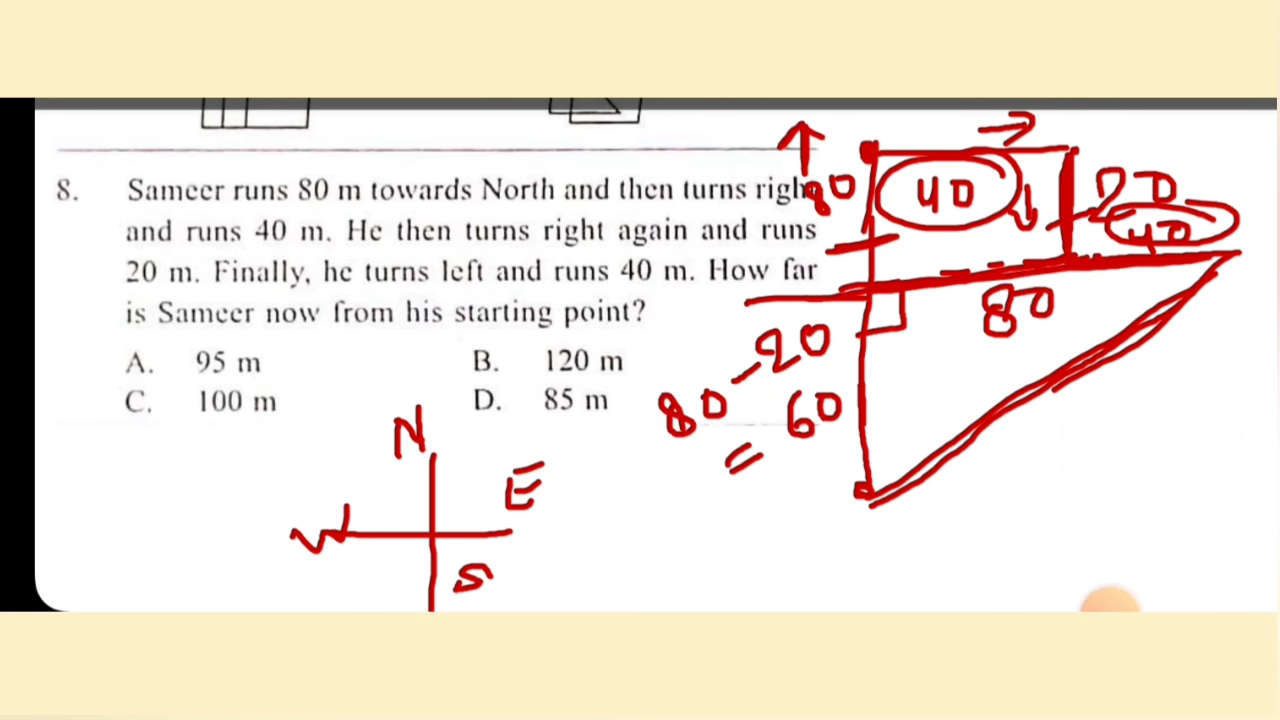 8. Sameer runs 80 m towards North and then turns right
and runs 40 m. He then turns right again and runs
20 m. Finally, he turns left and runs 40 m. How far
is Sameer now from his starting point?
A. 95 m B. 120 m
C. 100 m D. 85 m
80
40
20
40
80
20
80 - = 60
N
E
W
S